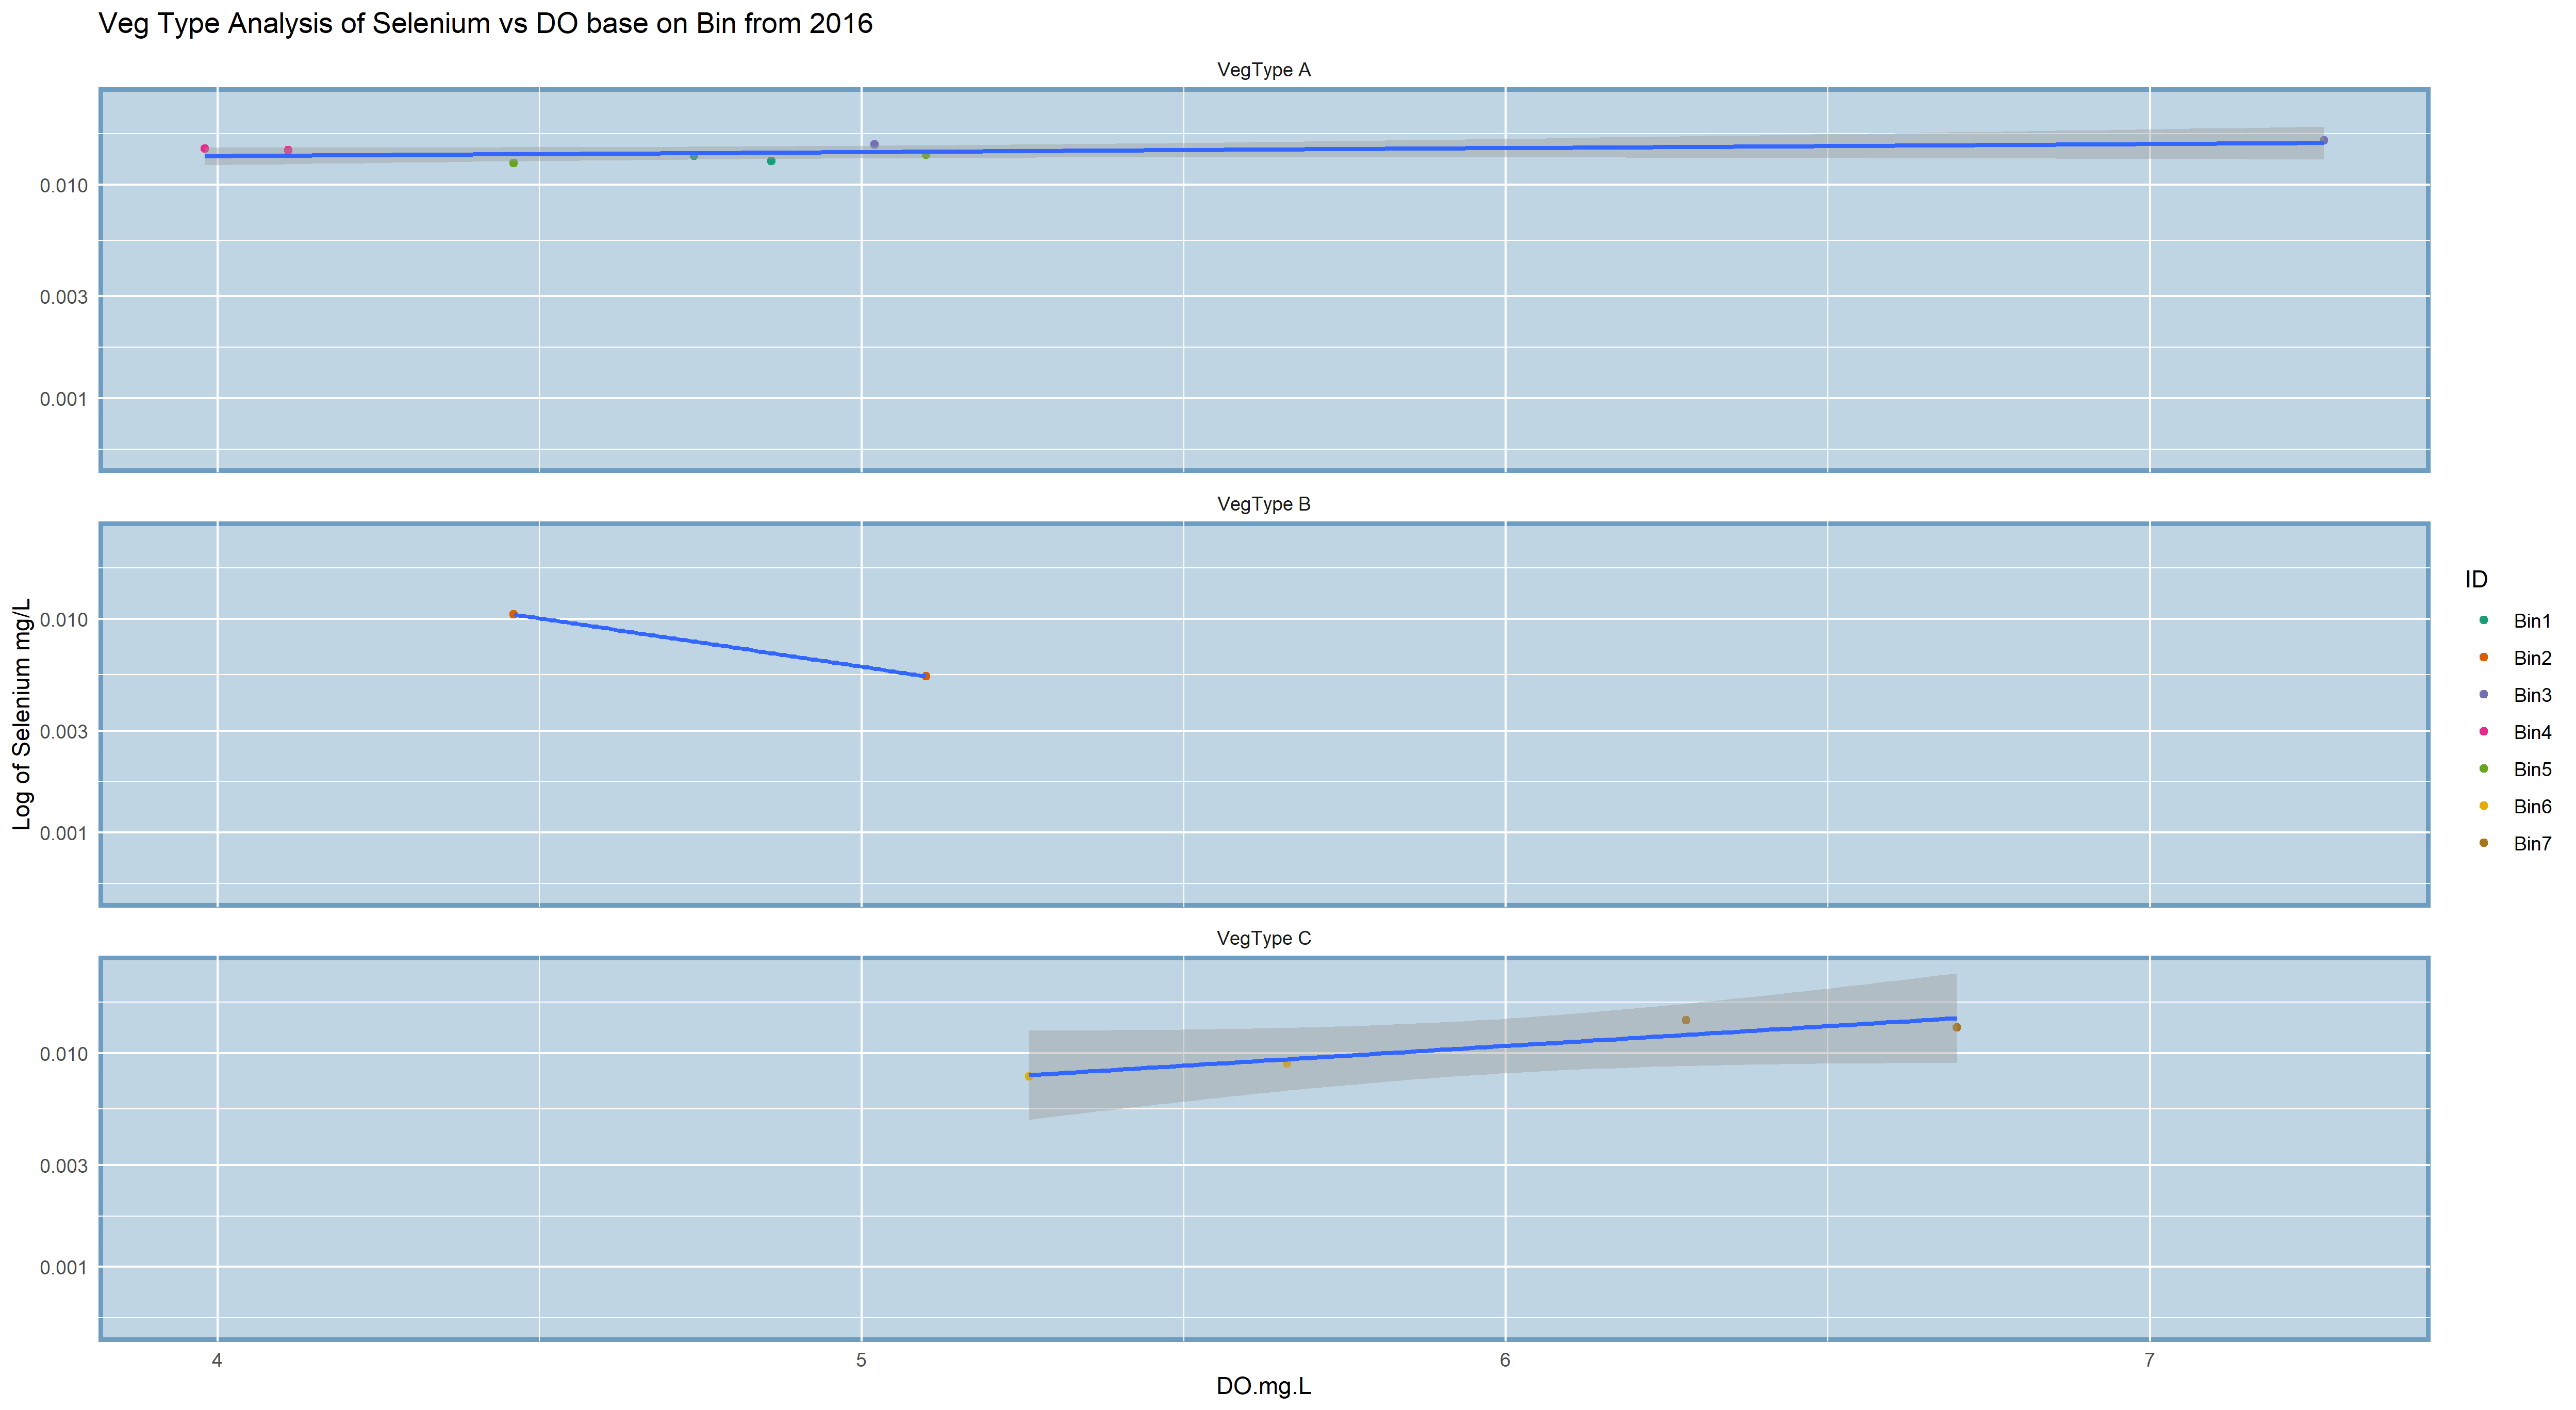 Veg Type Analysis of Selenium vs DO base on Bin from 2016
VegType A
0.010
0.003
0.001
VegType B
0.010
0.003
0.001
VegType C
0.010
0.003
0.001
4 5 6 7
DO.mg.L
Log of Selenium mg/L
ID
Bin1
Bin2
Bin3
Bin4
Bin5
Bin6
Bin7